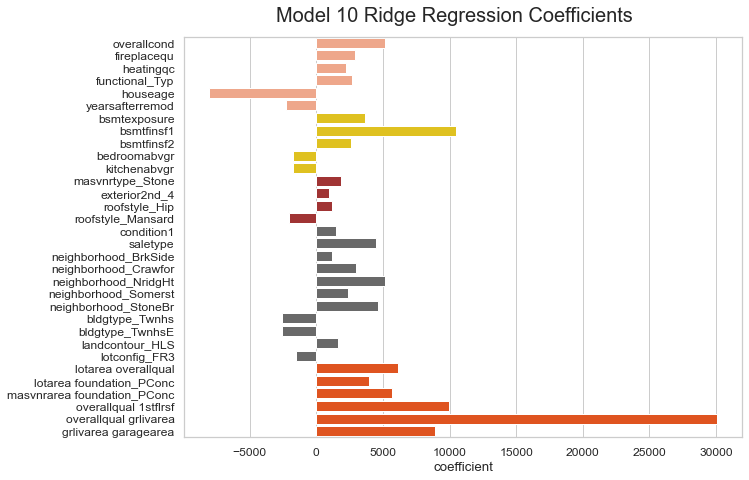 Model 10 Ridge Regression Coefficients
overallcond
fireplacequ
heatingqc
functional_Typ
houseage
yearsafterremod
bsmtexposure
bsmtfinsf1
bsmtfinsf2
bedroomabvgr
kitchenabvgr
masvnrtype_Stone
exterior2nd_4
roofstyle_Hip
roofstyle_Mansard
condition1
saletype
neighborhood_BrkSide
neighborhood_Crawfor
neighborhood_NridgHt
neighborhood_Somerst
neighborhood_StoneBr
bldgtype_Twnhs
bldgtype_TwnhsE
landcontour_HLS
lotconfig_FR3
lotarea overallqual
lotarea foundation_PConc
masvnrarea foundation_PConc
overallqual 1stflrsf
overallqual grlivarea
grlivarea garagearea
−5000 0 5000 10000 15000 20000 25000 30000
coefficient